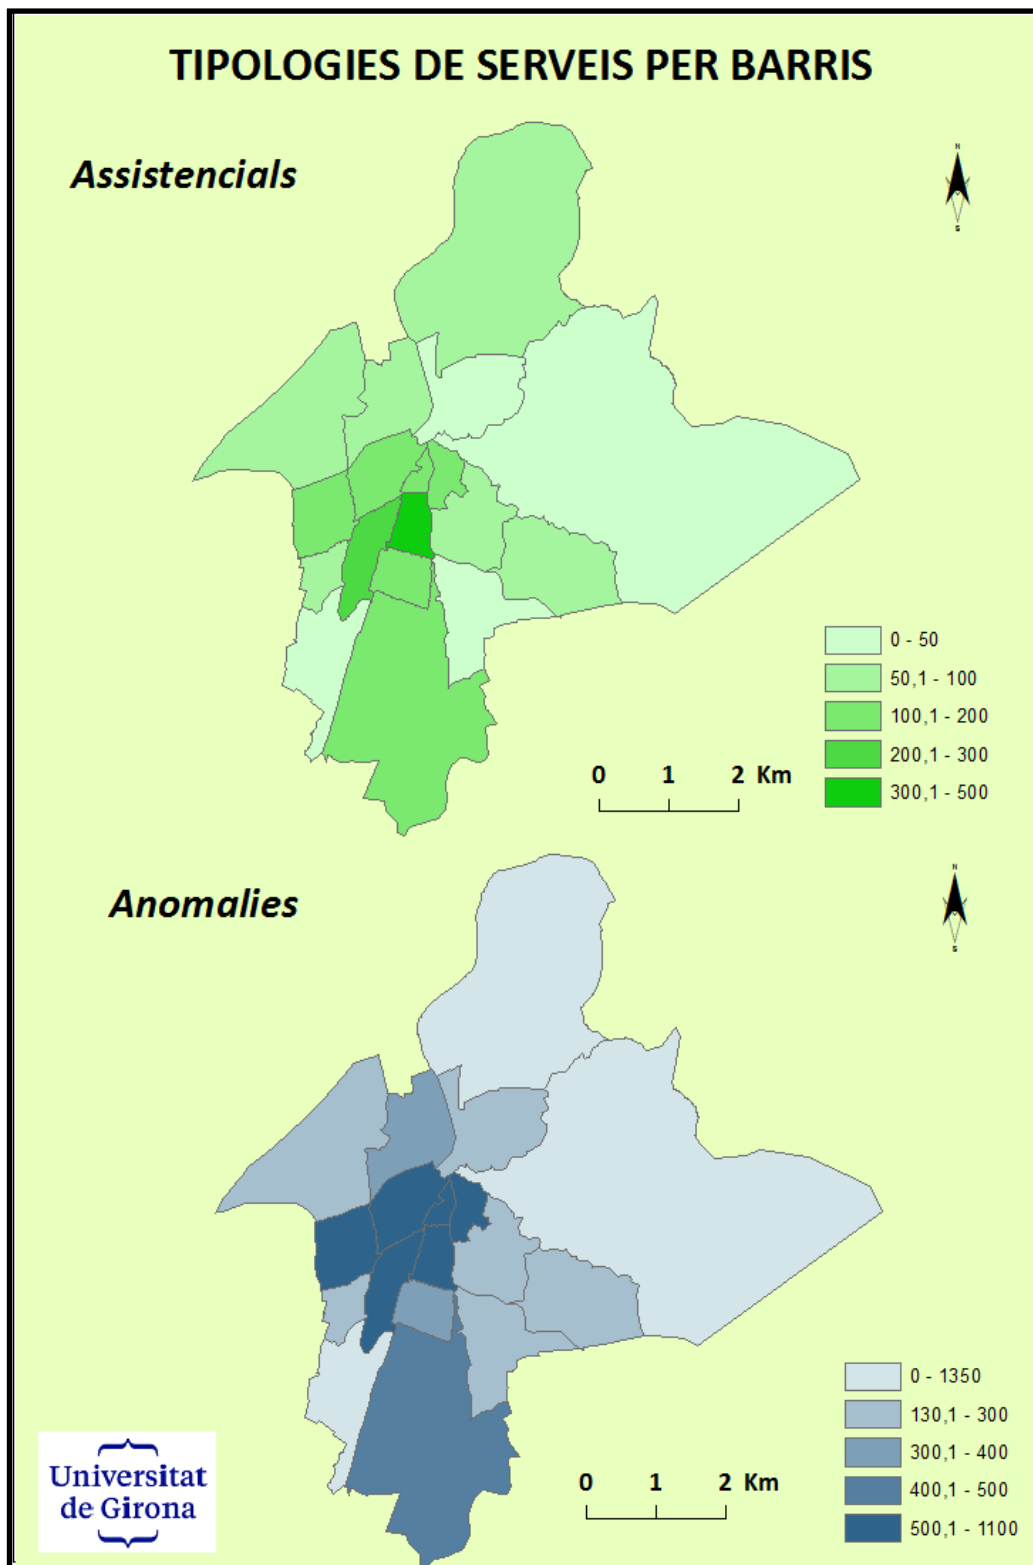 TIPOLOGIES DE SERVEIS PER BARRIS
Assistencials
N
S
0 - 50
50,1 - 100
100,1 - 200
200,1 - 300
300,1 - 500
0 1 2 Km
Anomalies
N
S
0 - 1350
130,1 - 300
300,1 - 400
400,1 - 500
500,1 - 1100
0 1 2 Km
Universitat
de Girona